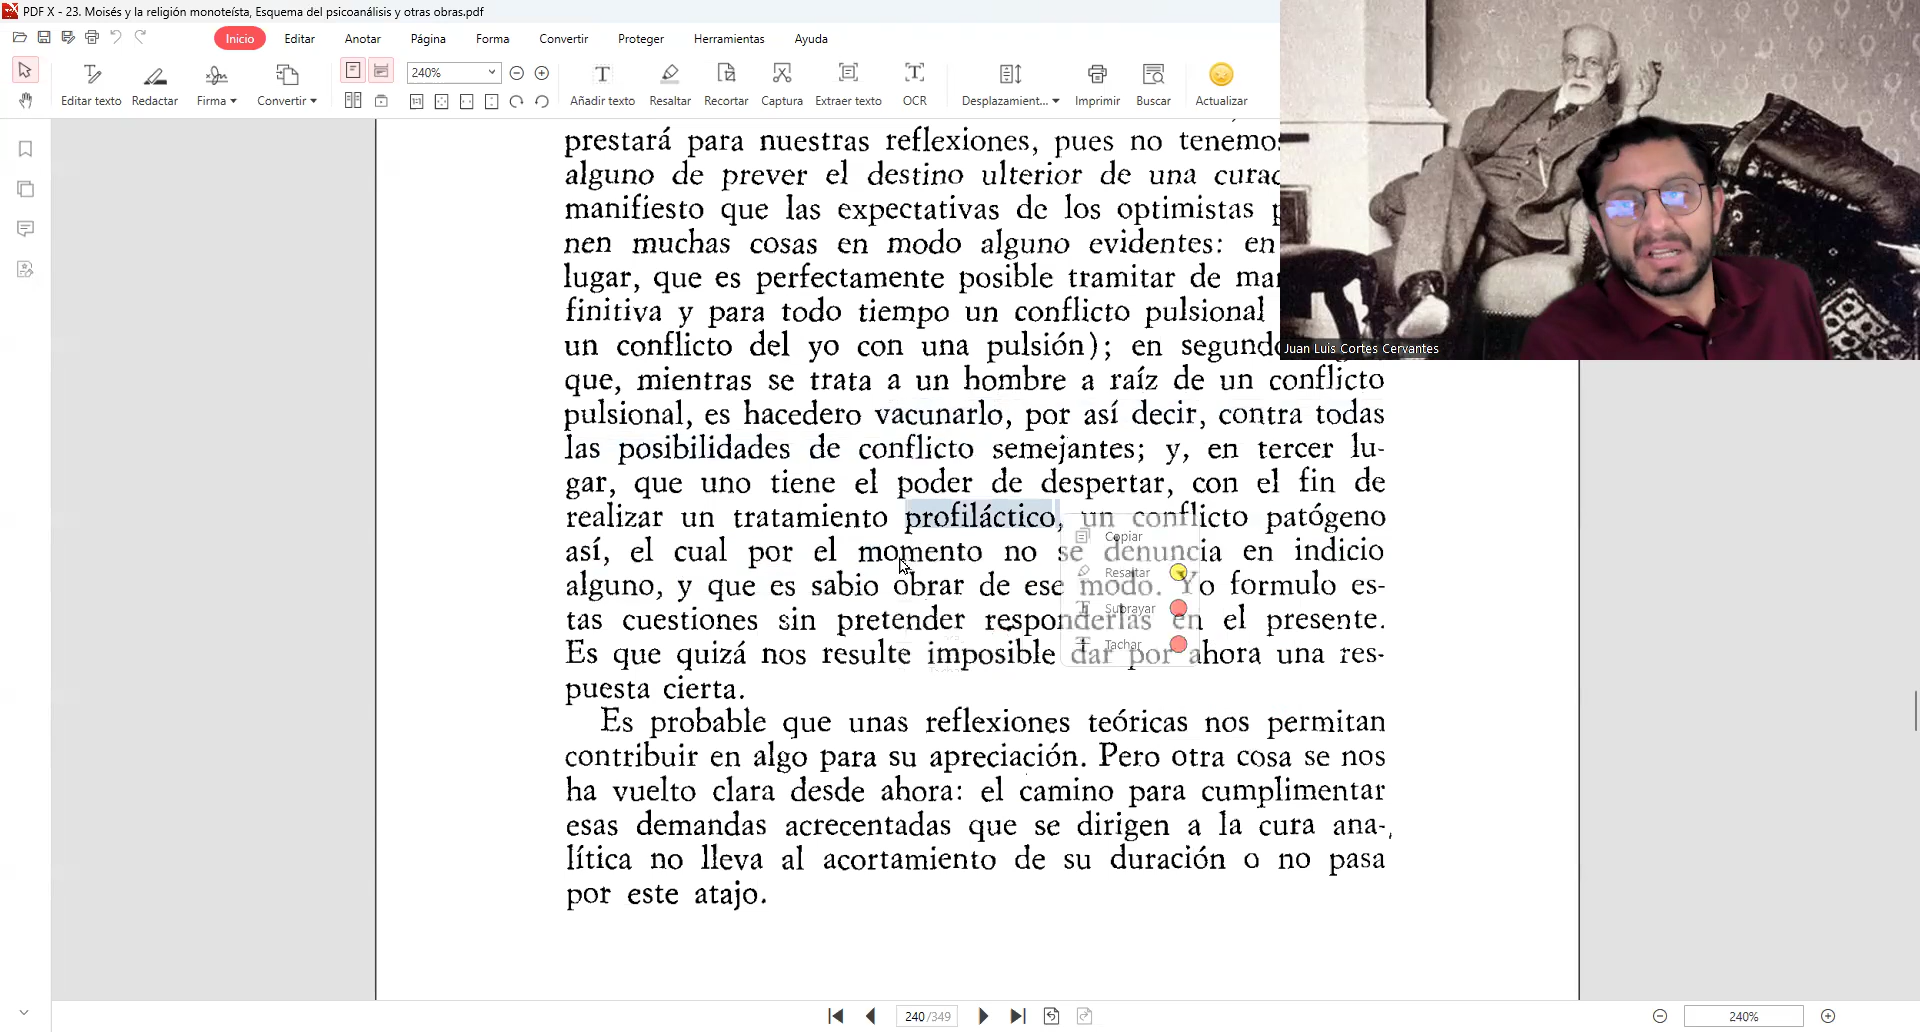 PDF X - 23. Moisés y la religión monoteísta, Esquema del psicoanálisis y otras obras.pdf
Inicio Editar Anotar Página Forma Convertir Proteger Herramientas Ayuda
240%
Editar texto Redactar Firma Convertir Añadir texto Resaltar Recortar Captura Extraer texto OCR Desplazamient... Imprimir Buscar Actualizar
prestará para nuestras reflexiones, pues no tenemos
alguno de prever el destino ulterior de una
manifiesto que las expectativas de los optimistas
nen muchas cosas en modo alguno evidentes: en
lugar, que es perfectamente posible tramitar de
finitiva y para todo tiempo un conflicto pulsional
un conflicto del yo con una pulsión); en segundo
que, mientras se trata a un hombre a raíz de un conflicto
pulsional, es hacedero vacunarlo, por así decir, contra todas
las posibilidades de conflicto semejantes; y, en tercer lu-
gar, que uno tiene el poder de despertar, con el fin de
realizar un tratamiento profiláctico, un conflicto patógeno
así, el cual por el momento no se denuncia en indicio
alguno, y que es sabio obrar de ese modo. Yo formulo es-
tas cuestiones sin pretender responderlas en el presente.
Es que quizá nos resulte imposible dar por ahora una res-
puesta cierta.
Es probable que unas reflexiones teóricas nos permitan
contribuir en algo para su apreciación. Pero otra cosa se nos
ha vuelto clara desde ahora: el camino para cumplimentar
esas demandas acrecentadas que se dirigen a la cura ana-
lítica no lleva al acortamiento de su duración o no pasa
por este atajo.
Copiar
Resaltar
Subrayar
Tachar
Juan Luis Cortes Cervantes
240 /349
240%